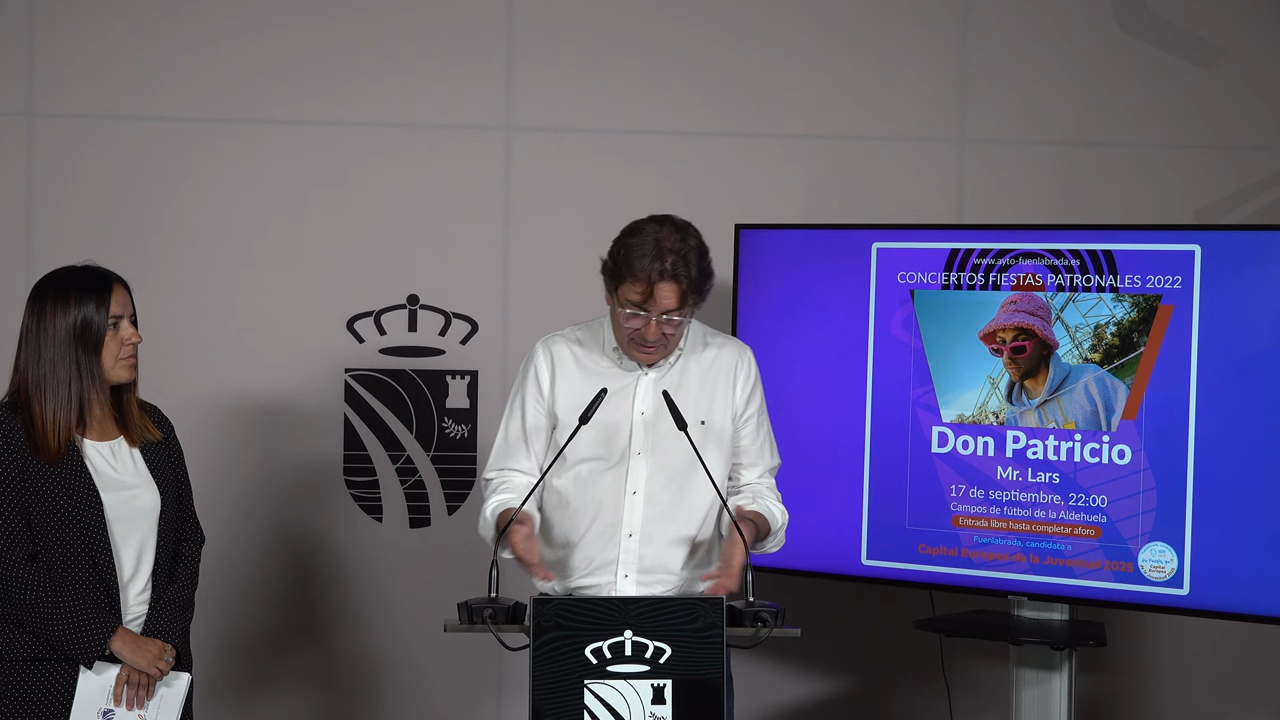 www.ayto-fuenlabrada.es
CONCIERTOS FIESTAS PATRONALES 2022
Don Patricio
Mr. Lars
17 de septiembre, 22:00
Campos de fútbol de la Aldehuela
Entrada libre hasta completar aforo
Fuenlabrada, candidata a
Capital Europea de la Juventud 2025